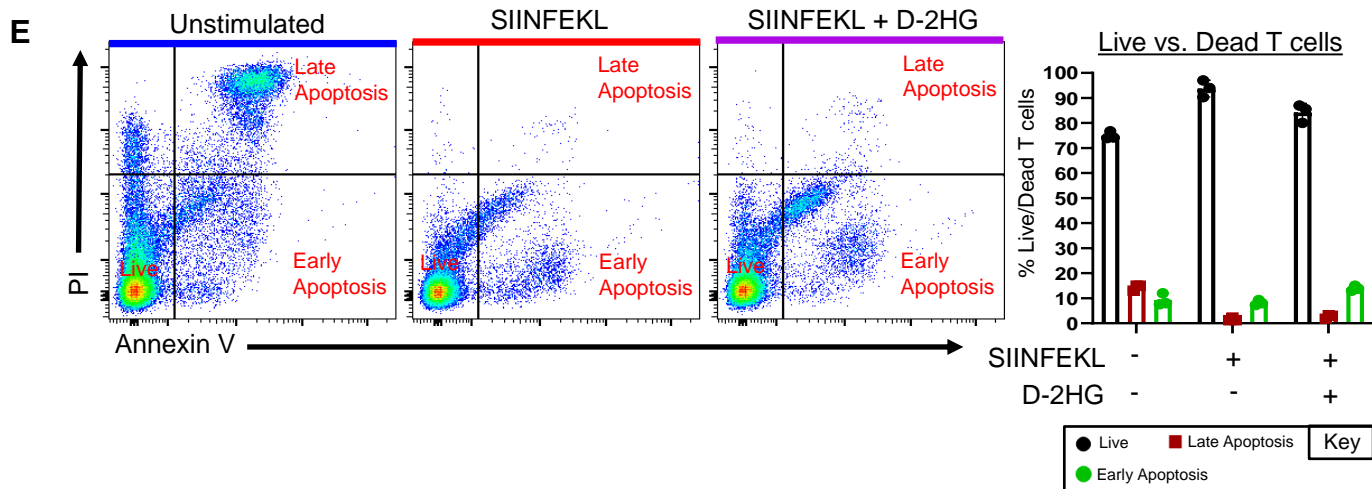 E
Unstimulated
SIINFEKL
SIINFEKL + D-2HG
Late
Apoptosis
Late
Apoptosis
Late
Apoptosis
Live
Early
Apoptosis
Live
Early
Apoptosis
Live
Early
Apoptosis
PI
Annexin V
Live vs. Dead T cells
% Live/Dead T cells
100
90
80
70
60
50
40
30
20
10
0
SIINFEKL - + +
D-2HG - - +
Live Late Apoptosis Key
Early Apoptosis